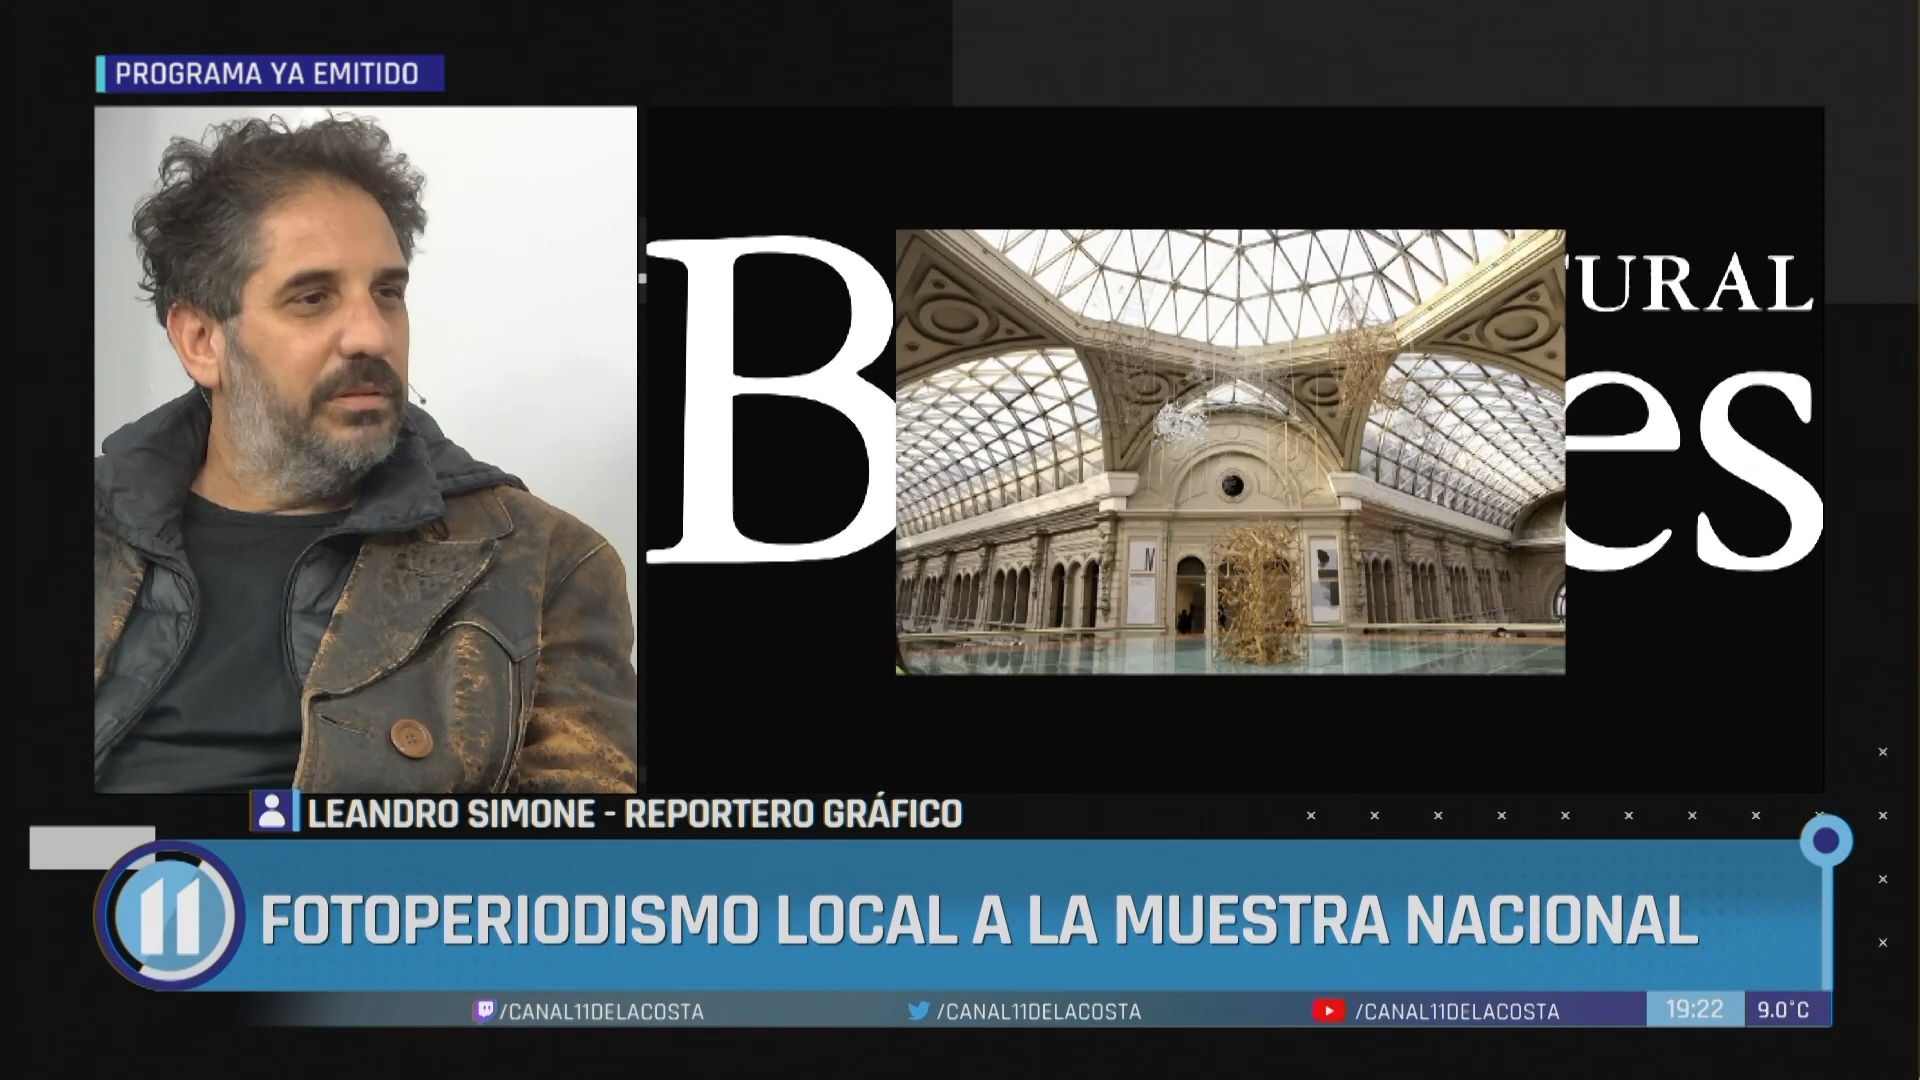 PROGRAMA YA EMITIDO
TURAL
B
es
LEANDRO SIMONE - REPORTERO GRÁFICO
11
FOTOPERIODISMO LOCAL A LA MUESTRA NACIONAL
/CANAL11DELACOSTA
/CANAL11DELACOSTA
/CANAL11DELACOSTA
19:22
9.0°C